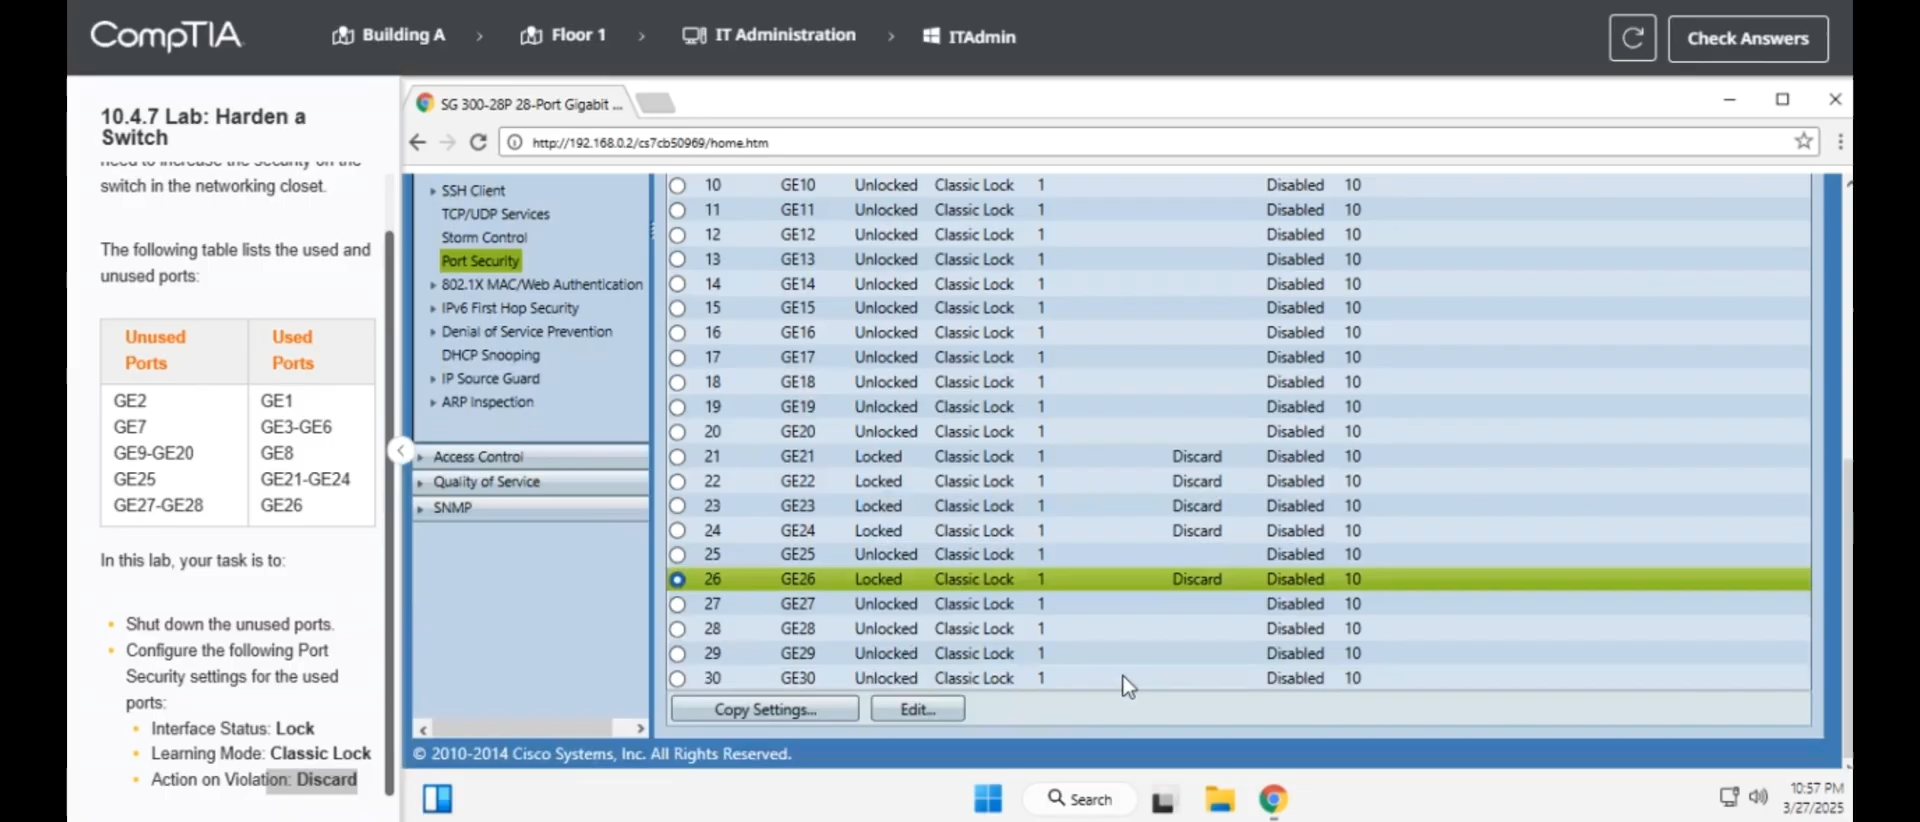 CompTIA
Building A > Floor 1 > IT Administration > ITAdmin
Check Answers
10.4.7 Lab: Harden a
Switch
need to increase the security on the
switch in the networking closet.
The following table lists the used and
unused ports:
Unused Ports Used Ports
GE2 GE1
GE7 GE3-GE6
GE9-GE20 GE8
GE25 GE21-GE24
GE27-GE28 GE26
In this lab, your task is to:
Shut down the unused ports.
Configure the following Port
Security settings for the used
ports:
Interface Status: Lock
Learning Mode: Classic Lock
Action on Violation: Discard
SG 300-28P 28-Port Gigabit ...
http://192.168.0.2/cs7cb50969/home.htm
SSH Client
TCP/UDP Services
Storm Control
Port Security
802.1X MAC/Web Authentication
IPv6 First Hop Security
Denial of Service Prevention
DHCP Snooping
IP Source Guard
ARP Inspection
Access Control
Quality of Service
SNMP
10 GE10 Unlocked Classic Lock 1 Disabled 10
11 GE11 Unlocked Classic Lock 1 Disabled 10
12 GE12 Unlocked Classic Lock 1 Disabled 10
13 GE13 Unlocked Classic Lock 1 Disabled 10
14 GE14 Unlocked Classic Lock 1 Disabled 10
15 GE15 Unlocked Classic Lock 1 Disabled 10
16 GE16 Unlocked Classic Lock 1 Disabled 10
17 GE17 Unlocked Classic Lock 1 Disabled 10
18 GE18 Unlocked Classic Lock 1 Disabled 10
19 GE19 Unlocked Classic Lock 1 Disabled 10
20 GE20 Unlocked Classic Lock 1 Disabled 10
21 GE21 Locked Classic Lock 1 Discard Disabled 10
22 GE22 Locked Classic Lock 1 Discard Disabled 10
23 GE23 Locked Classic Lock 1 Discard Disabled 10
24 GE24 Locked Classic Lock 1 Discard Disabled 10
25 GE25 Unlocked Classic Lock 1 Disabled 10
26 GE26 Locked Classic Lock 1 Discard Disabled 10
27 GE27 Unlocked Classic Lock 1 Disabled 10
28 GE28 Unlocked Classic Lock 1 Disabled 10
29 GE29 Unlocked Classic Lock 1 Disabled 10
30 GE30 Unlocked Classic Lock 1 Disabled 10
Copy Settings... Edit...
© 2010-2014 Cisco Systems, Inc. All Rights Reserved.
Search
10:57 PM
3/27/2025